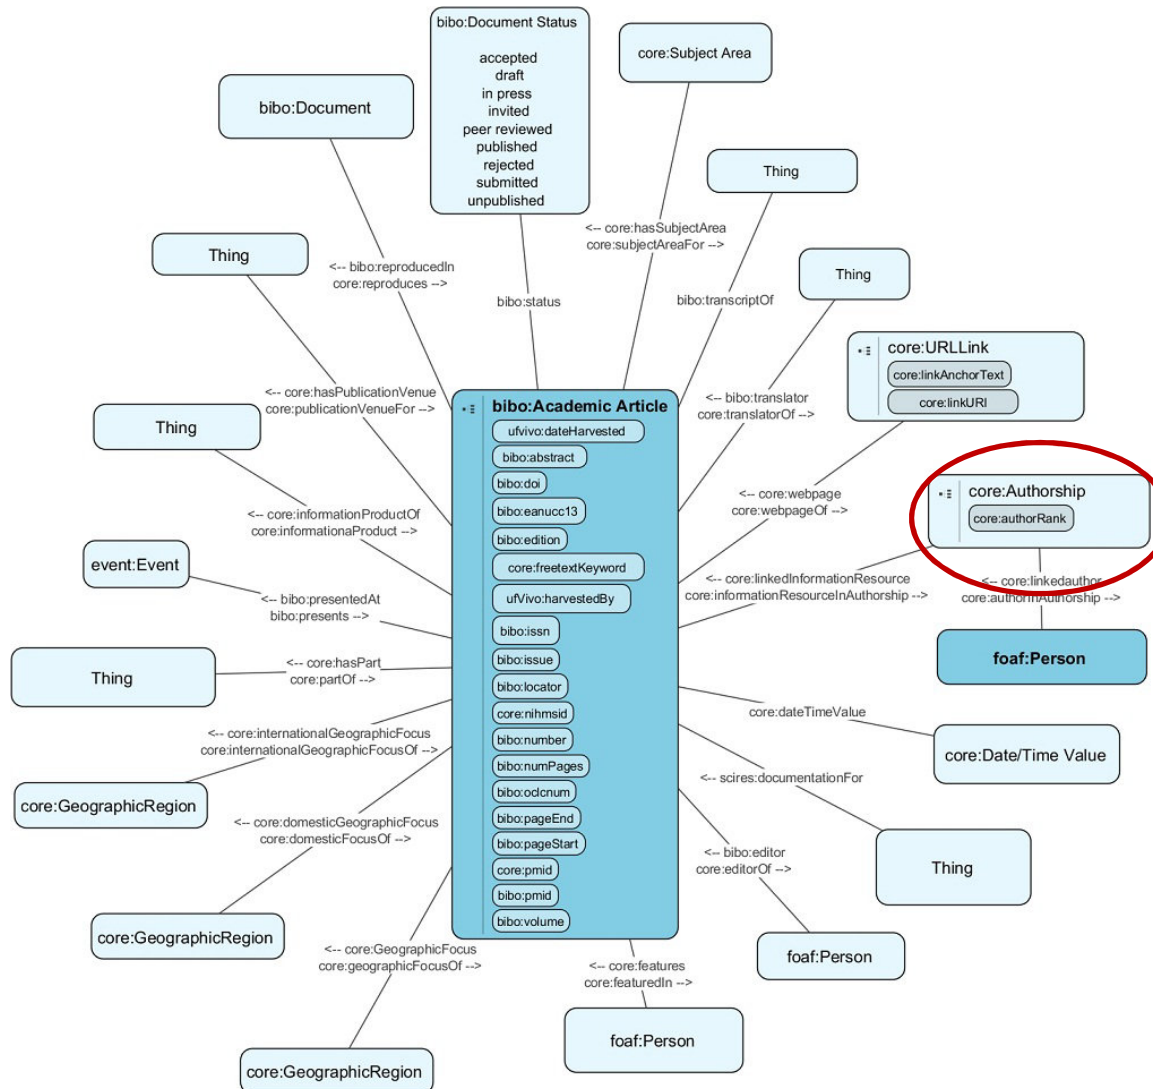 bibo:Document Status
accepted
draft
in press
invited
peer reviewed
published
rejected
submitted
unpublished
core:Subject Area
bibo:Document
Thing
Thing
Thing
<-- core:hasSubjectArea
core:subjectAreaFor -->
<-- bibo:reproducedIn
core:reproduces -->
bibo:status
bibo:transcriptOf
core:URLLink
core:linkAnchorText
core:linkURI
<-- core:hasPublicationVenue
core:publicationVenueFor -->
<-- bibo:translator
core:translatorOf -->
Thing
bibo:Academic Article
ufvivo:dateHarvested
bibo:abstract
bibo:doi
bibo:eanucc13
bibo:edition
core:freetextKeyword
ufVivo:harvestedBy
bibo:issn
bibo:issue
bibo:locator
core:nihmsid
bibo:number
bibo:numPages
bibo:oclcnum
bibo:pageEnd
bibo:pageStart
core:pmid
bibo:pmid
bibo:volume
<-- core:webpage
core:webpageOf -->
core:Authorship
core:authorRank
<-- core:informationProductOf
core:informationaProduct -->
event:Event
<-- bibo:presentedAt
bibo:presents -->
<-- core:linkedInformationResource
core:informationResourceInAuthorship -->
<-- core:linkedauthor
core:authorInAuthorship -->
foaf:Person
Thing
<-- core:hasPart
core:partOf -->
core:dateTimeValue
core:Date/Time Value
<-- core:internationalGeographicFocus
core:internationalGeographicFocusOf -->
core:GeographicRegion
<-- scires:documentationFor
Thing
<-- core:domesticGeographicFocus
core:domesticFocusOf -->
core:GeographicRegion
<-- bibo:editor
core:editorOf -->
foaf:Person
<-- core:GeographicFocus
core:geographicFocusOf -->
core:GeographicRegion
<-- core:features
core:featuredIn -->
foaf:Person